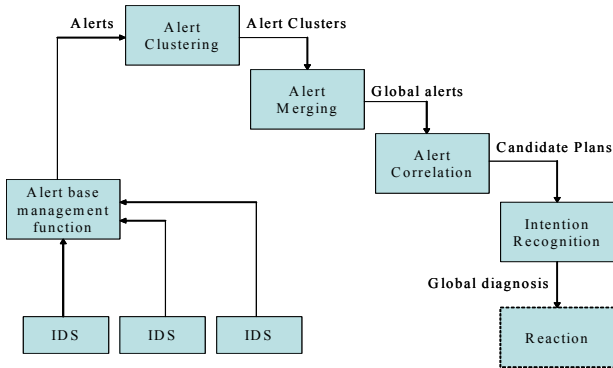 Alerts
Alert
Clustering
Alert Clusters
Alert
Merging
Global alerts
Alert
Correlation
Candidate Plans
Alert base
management
function
Intention
Recognition
Global diagnosis
IDS
IDS
IDS
Reaction